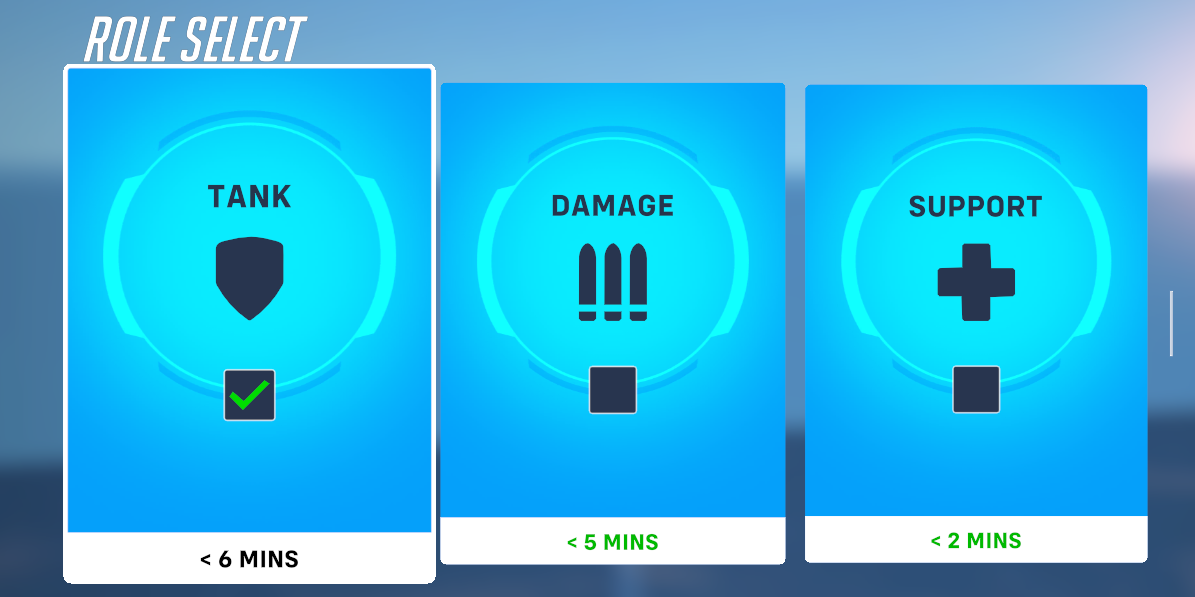 ROLE SELECT
TANK
DAMAGE
SUPPORT
< 6 MINS
< 5 MINS
< 2 MINS